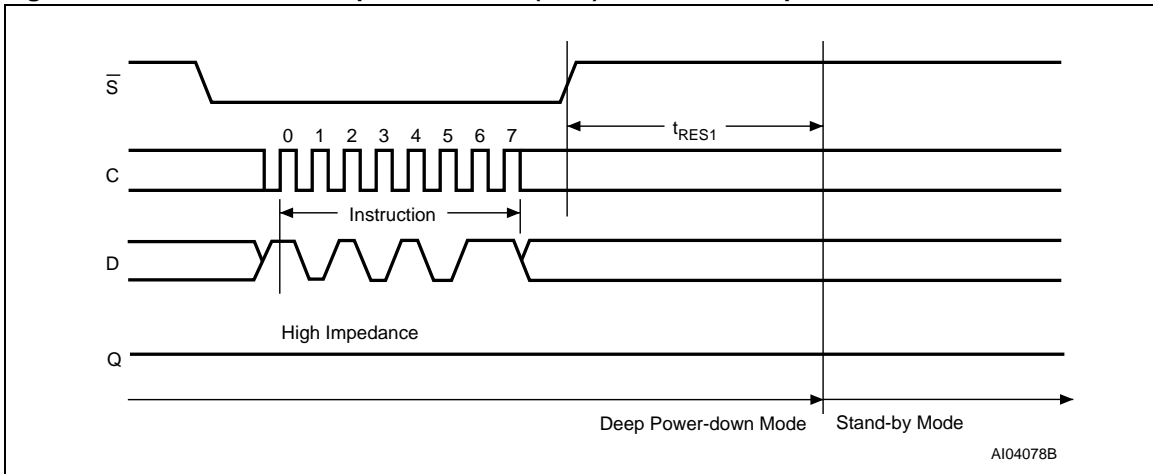 S̅
tRES1
0 1 2 3 4 5 6 7
C
Instruction
D
High Impedance
Q
Deep Power-down Mode Stand-by Mode
AI04078B